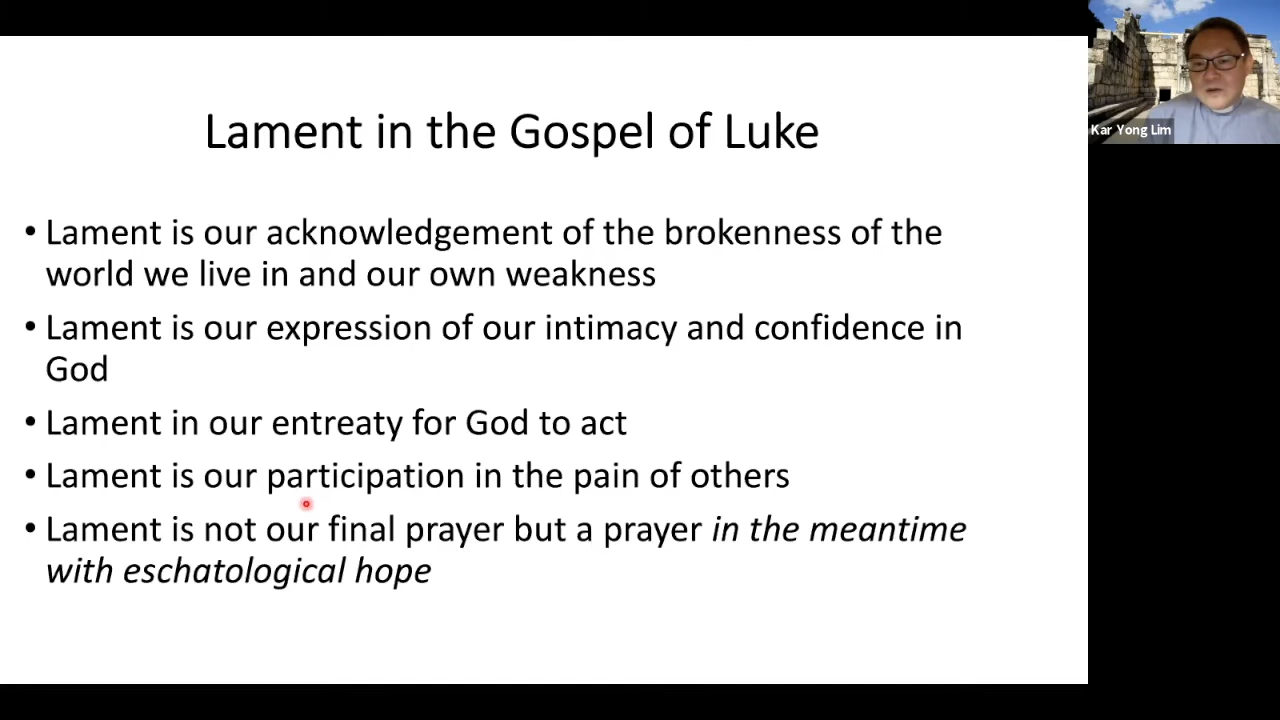 Kar Yong Lim
Lament in the Gospel of Luke
• Lament is our acknowledgement of the brokenness of the
world we live in and our own weakness
• Lament is our expression of our intimacy and confidence in
God
• Lament in our entreaty for God to act
• Lament is our participation in the pain of others
• Lament is not our final prayer but a prayer in the meantime
with eschatological hope